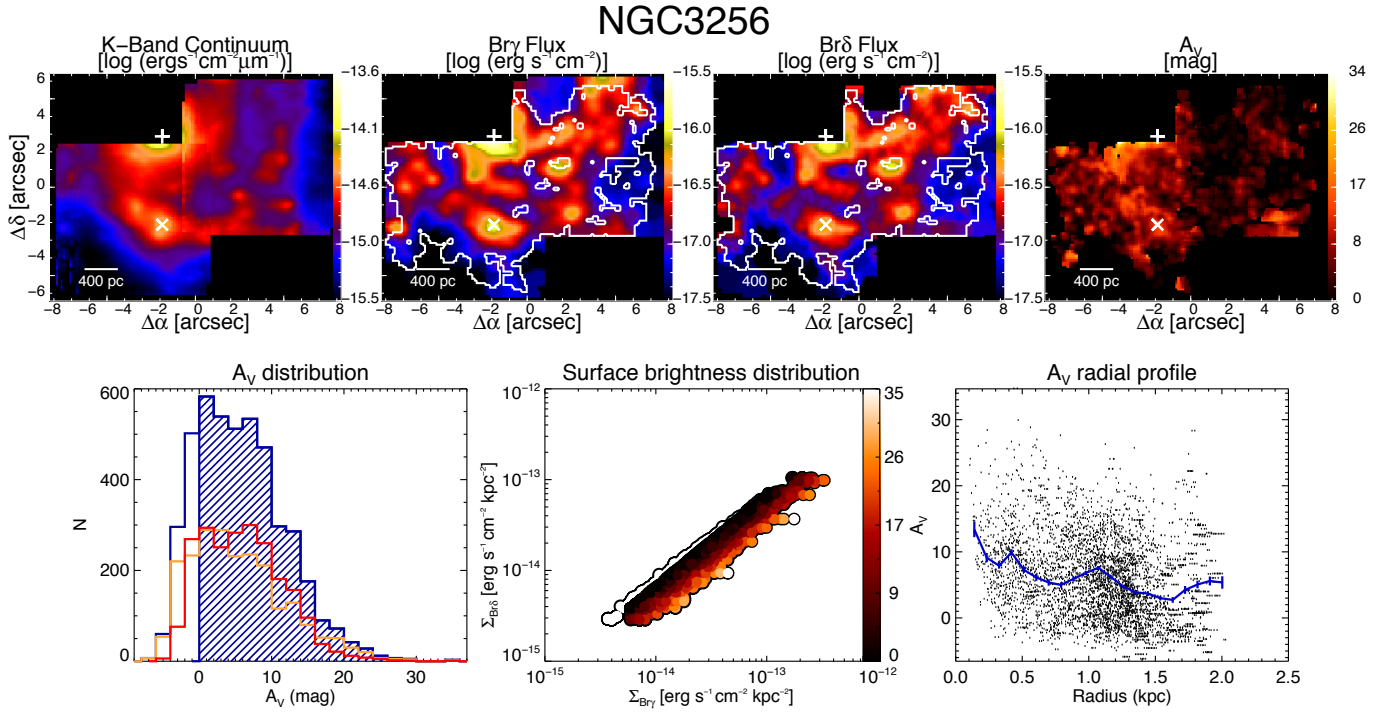 NGC3256
K-Band Continuum
[log (ergs⁻¹cm⁻²μm⁻¹)]
Brγ Flux
[log (erg s⁻¹cm⁻²)]
Brδ Flux
[log (erg s⁻¹cm⁻²)]
A_V
[mag]
6
4
2
0
−2
−4
−6
Δδ [arcsec]
400 pc
−8 −6 −4 −2 0 2 4 6 8
Δα [arcsec]
−13.6
−14.1
−14.6
−15.0
−15.5
400 pc
−8 −6 −4 −2 0 2 4 6 8
Δα [arcsec]
−15.5
−16.0
−16.5
−17.0
−17.5
400 pc
−8 −6 −4 −2 0 2 4 6 8
Δα [arcsec]
−15.5
−16.0
−16.5
−17.0
−17.5
400 pc
−8 −6 −4 −2 0 2 4 6 8
Δα [arcsec]
34
26
17
8
0
A_V distribution
600
400
200
0
N
0 10 20 30
A_V (mag)
Surface brightness distribution
10⁻¹²
10⁻¹³
10⁻¹⁴
10⁻¹⁵
Σ_Brδ [erg s⁻¹ cm⁻² kpc⁻²]
10⁻¹⁵ 10⁻¹⁴ 10⁻¹³ 10⁻¹²
Σ_Brγ [erg s⁻¹ cm⁻² kpc⁻²]
35
26
17
9
0
A_V radial profile
30
20
10
0
A_V
0.0 0.5 1.0 1.5 2.0 2.5
Radius (kpc)